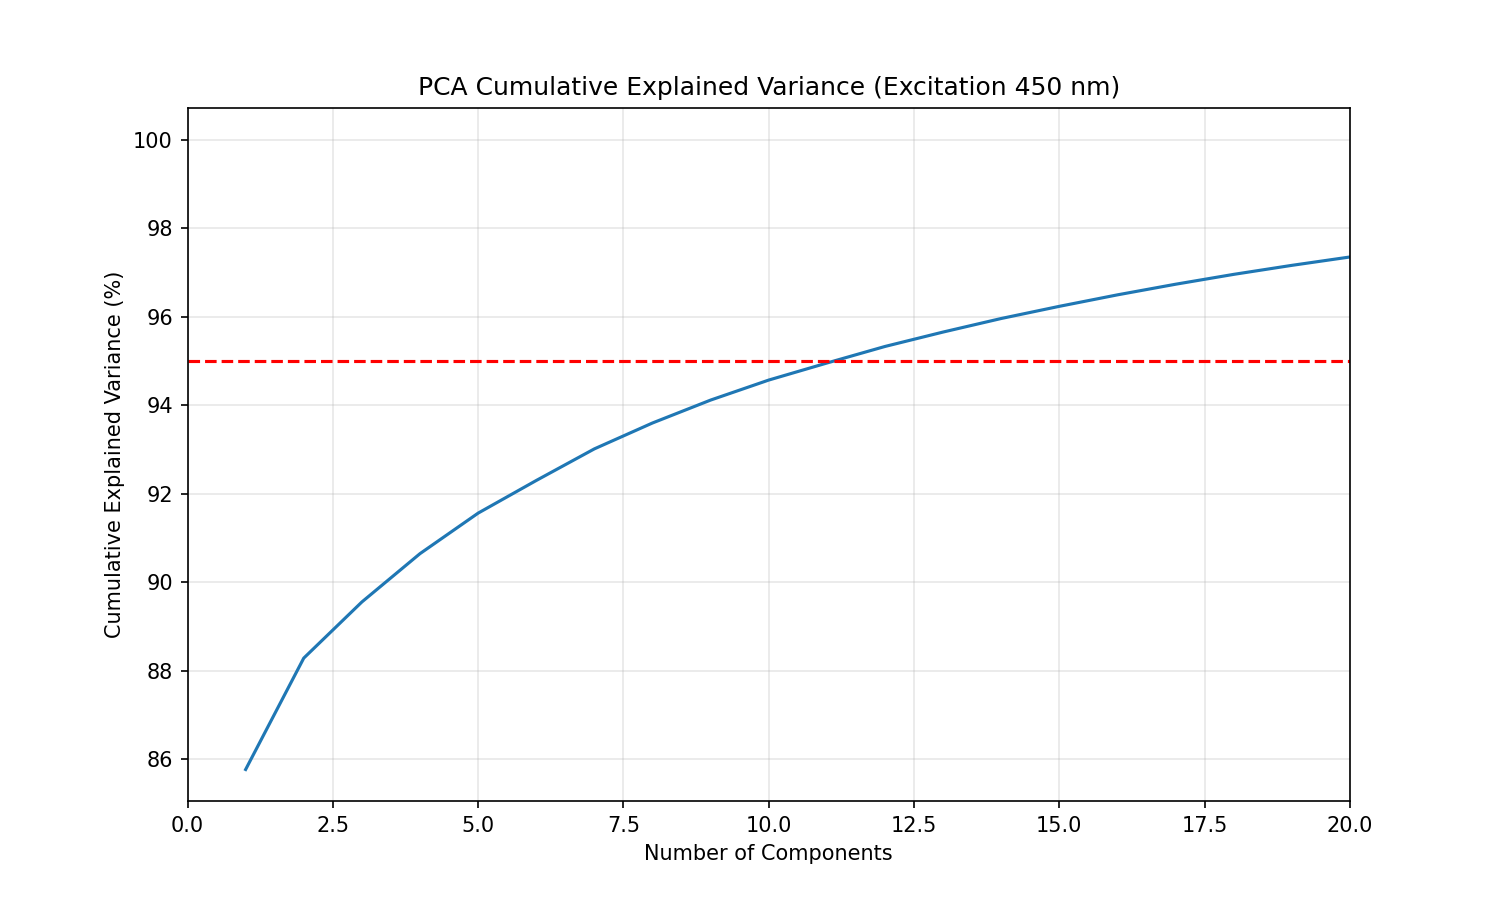 PCA Cumulative Explained Variance (Excitation 450 nm)
Cumulative Explained Variance (%)
100
98
96
94
92
90
88
86
0.0 2.5 5.0 7.5 10.0 12.5 15.0 17.5 20.0
Number of Components